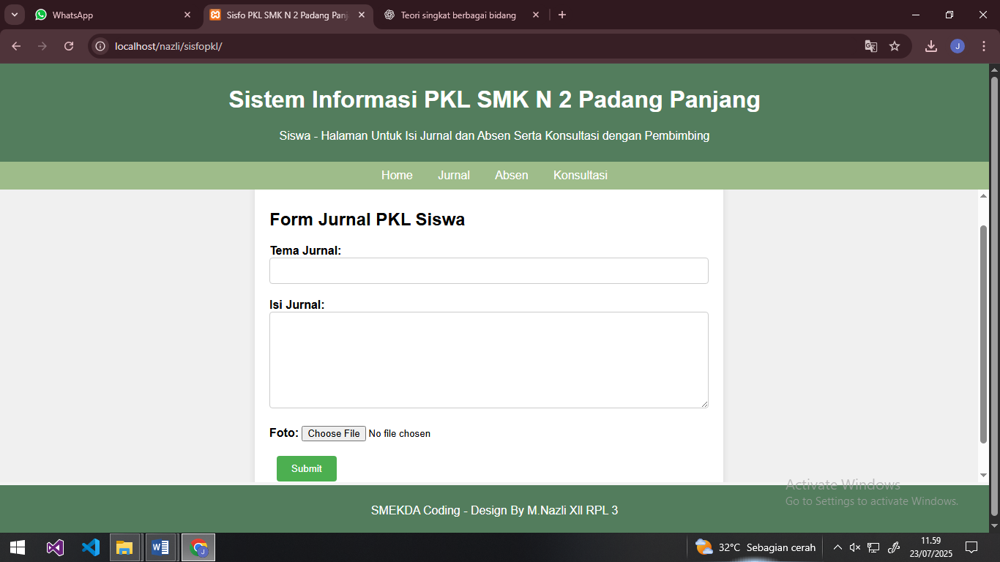 WhatsApp
Sisfo PKL SMK N 2 Padang Panj
Teori singkat berbagai bidang
localhost/nazli/sisfopkl/
J
Sistem Informasi PKL SMK N 2 Padang Panjang
Siswa - Halaman Untuk Isi Jurnal dan Absen Serta Konsultasi dengan Pembimbing
Home Jurnal Absen Konsultasi
Form Jurnal PKL Siswa
Tema Jurnal:
Isi Jurnal:
Foto: Choose File No file chosen
Submit
Activate Windows
Go to Settings to activate Windows.
SMEKDA Coding - Design By M.Nazli XII RPL 3
32°C Sebagian cerah
11.59
23/07/2025